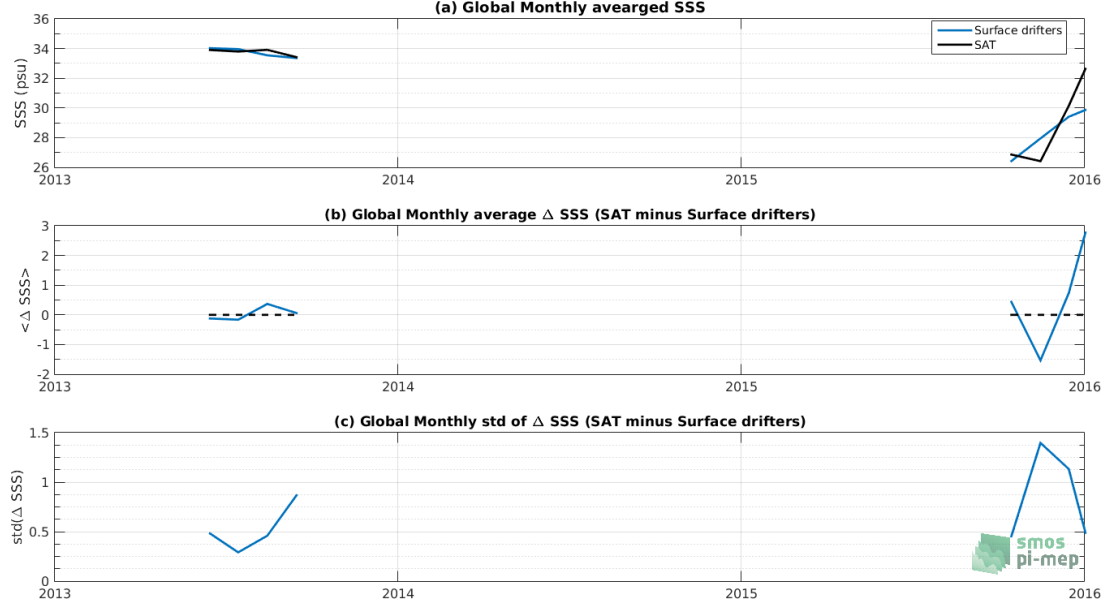 (a) Global Monthly avearged SSS
36
34
32
30
28
26
SSS (psu)
Surface drifters
SAT
2013
2014
2015
2016
(b) Global Monthly average Δ SSS (SAT minus Surface drifters)
3
2
1
0
-1
-2
<Δ SSS>
2013
2014
2015
2016
(c) Global Monthly std of Δ SSS (SAT minus Surface drifters)
1.5
1
0.5
0
std(Δ SSS)
smos
pi-mep
2013
2014
2015
2016